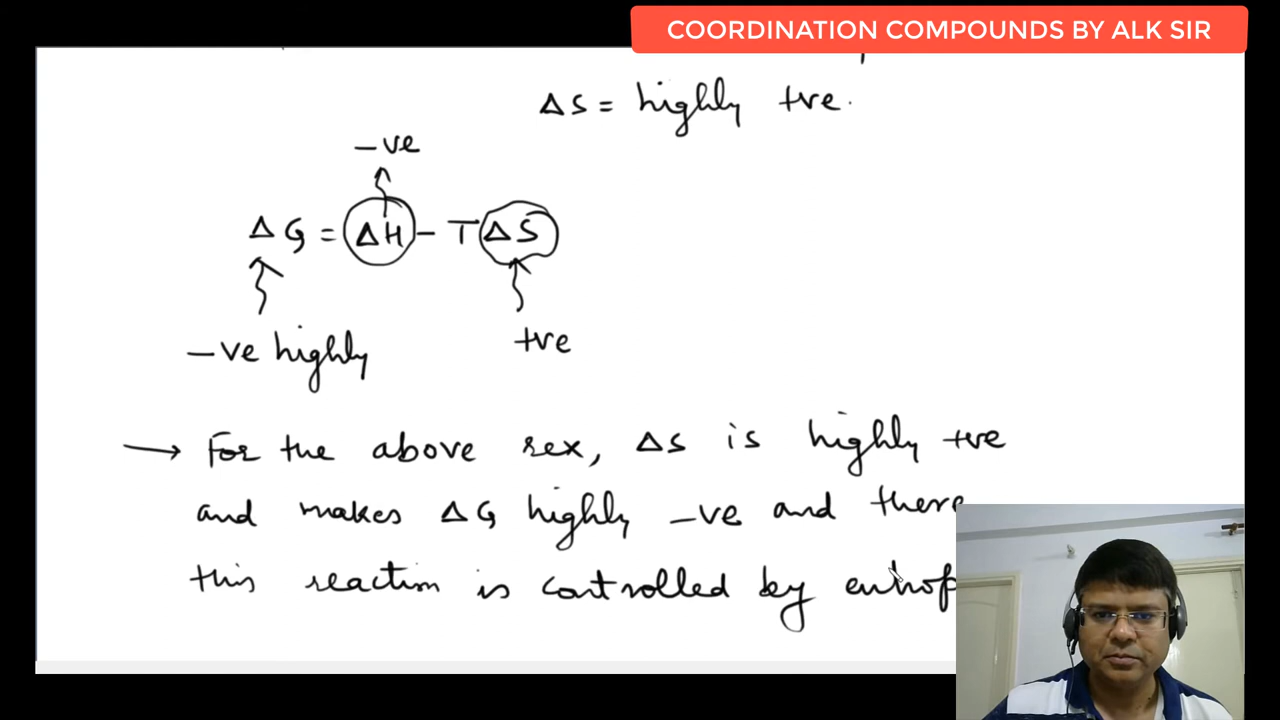 COORDINATION COMPOUNDS BY ALK SIR
ΔS = highly +ve.
-ve
ΔG = ΔH - TΔS
-ve highly +ve
→ For the above rex, ΔS is highly +ve
and makes ΔG highly -ve and there
this reaction is controlled by entrop